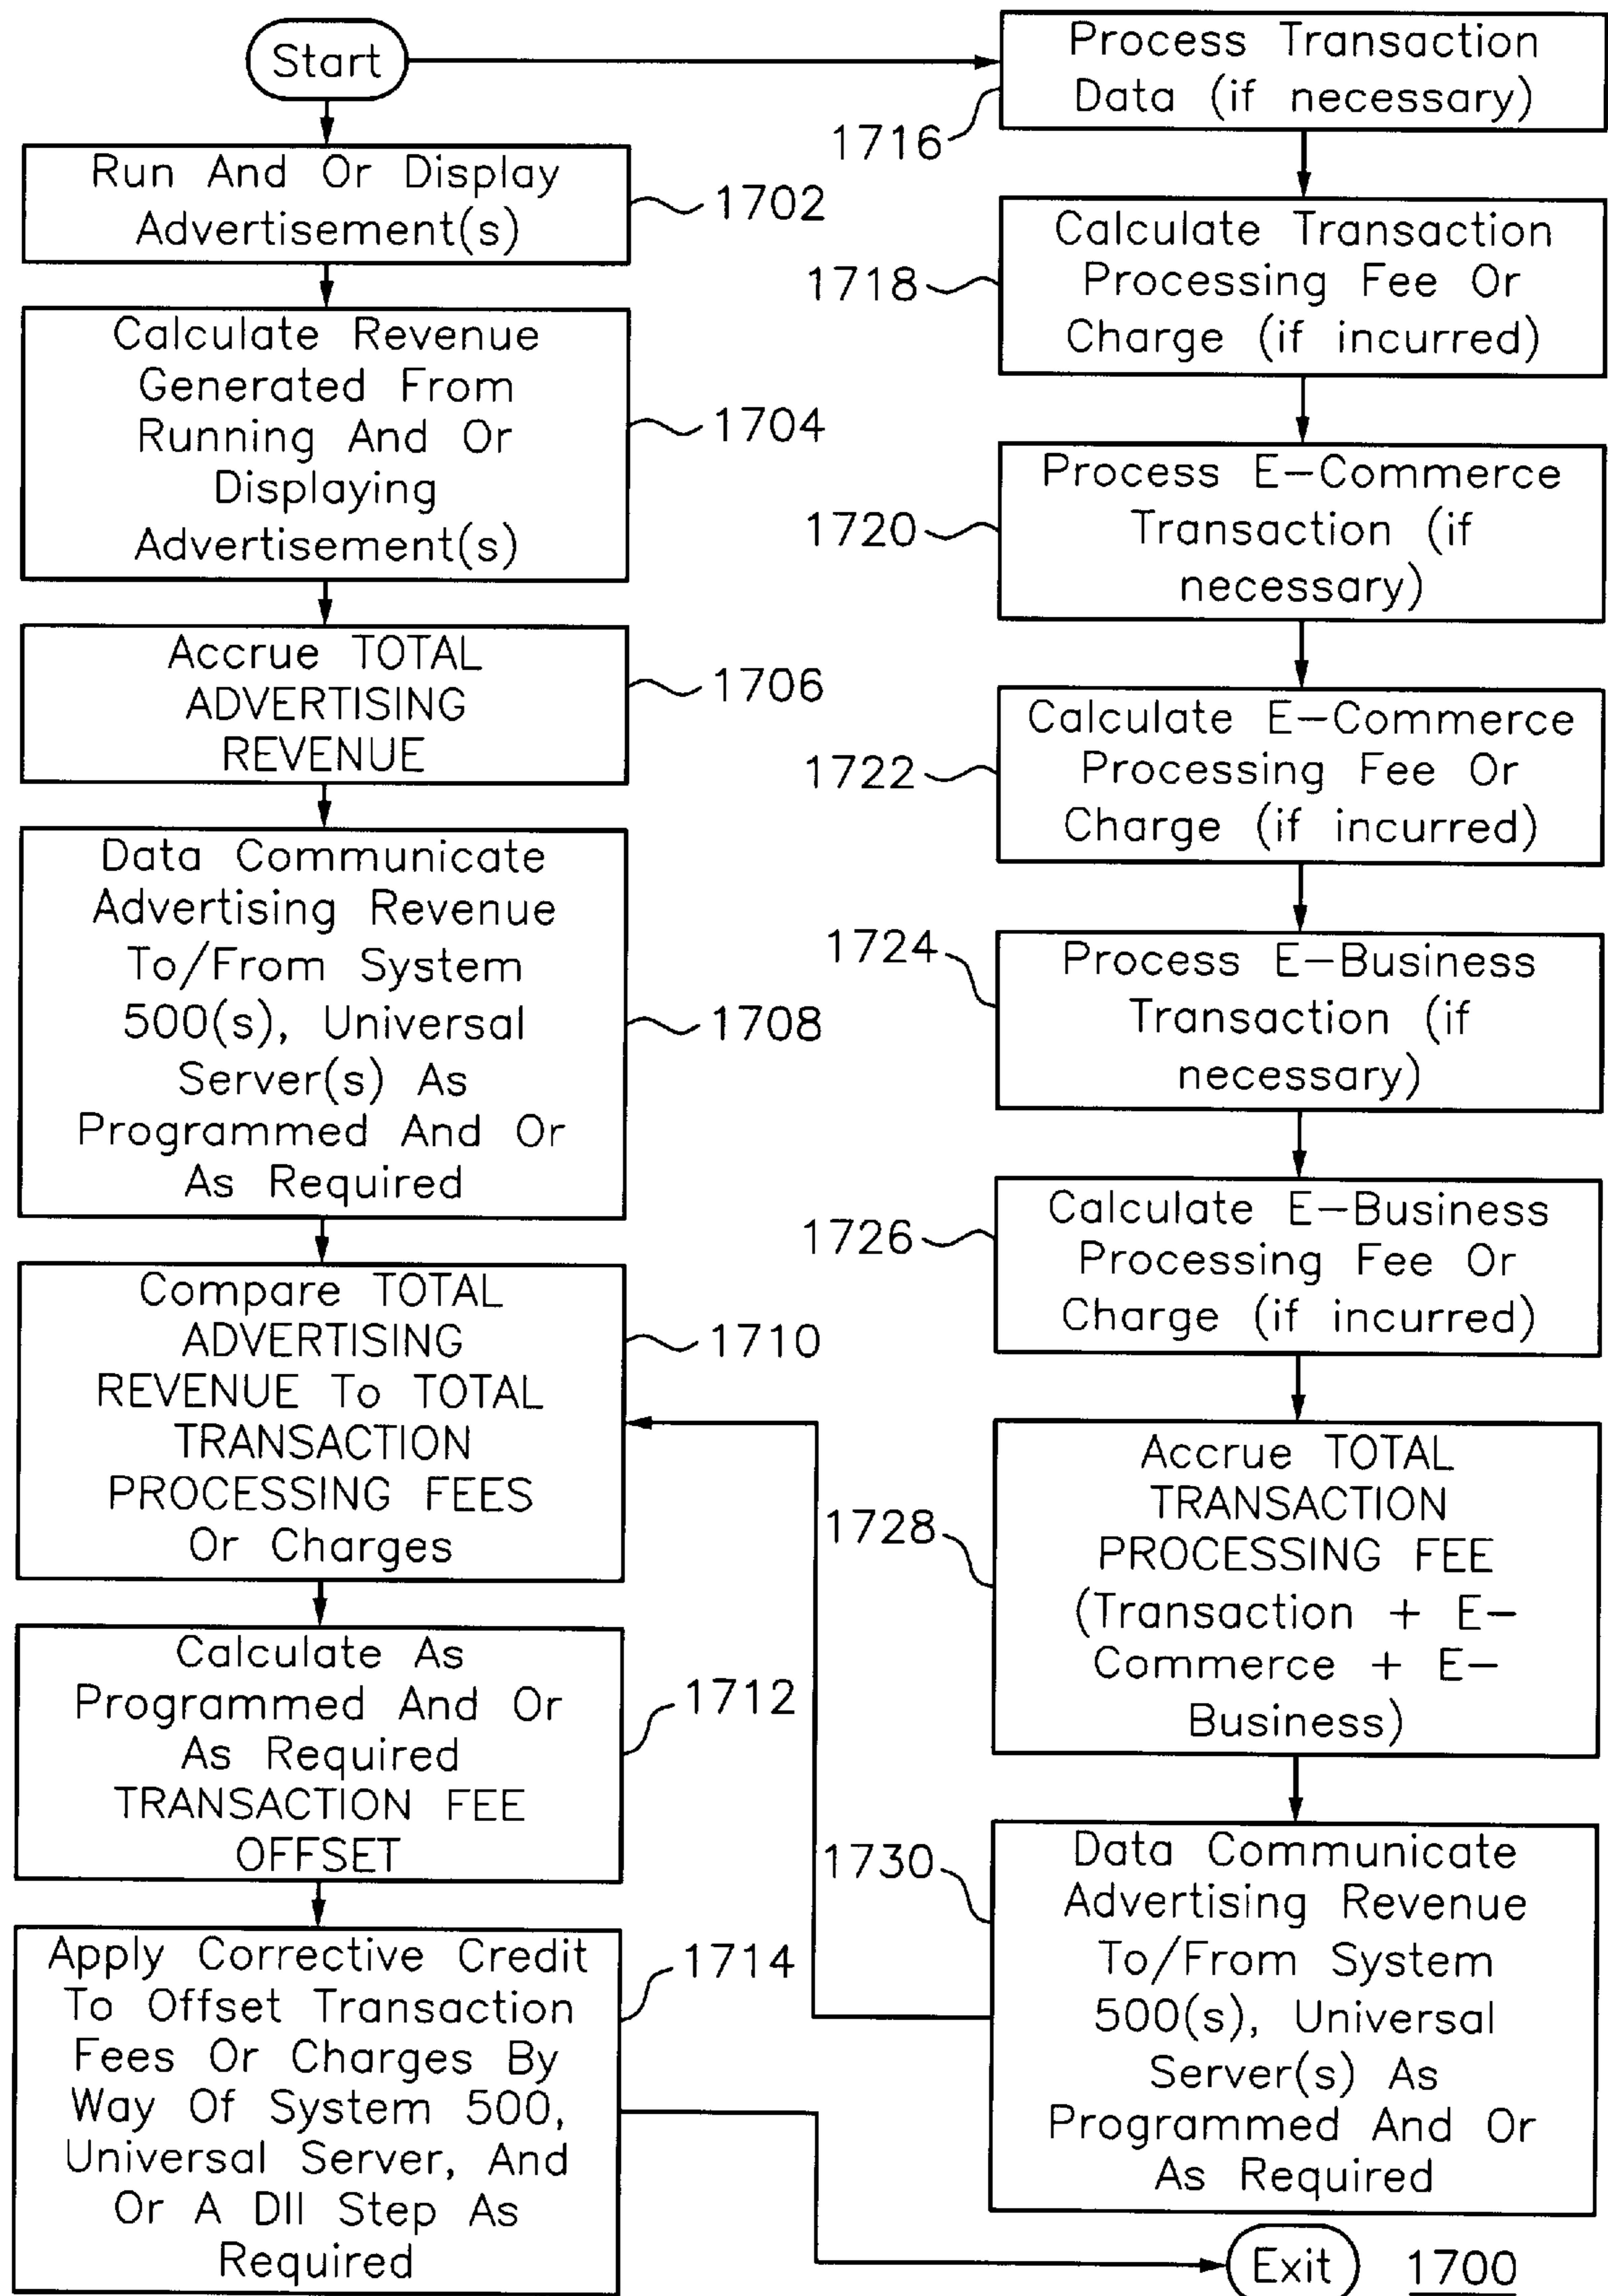 Start
Run And Or Display
Advertisement(s)
1702
Calculate Revenue
Generated From
Running And Or
Displaying
Advertisement(s)
1704
Accrue TOTAL
ADVERTISING
REVENUE
1706
Data Communicate
Advertising Revenue
To/From System
500(s), Universal
Server(s) As
Programmed And Or
As Required
1708
Compare TOTAL
ADVERTISING
REVENUE To TOTAL
TRANSACTION
PROCESSING FEES
Or Charges
1710
Calculate As
Programmed And Or
As Required
TRANSACTION FEE
OFFSET
1712
Apply Corrective Credit
To Offset Transaction
Fees Or Charges By
Way Of System 500,
Universal Server, And
Or A DII Step As
Required
1714
Process Transaction
Data (if necessary)
1716
Calculate Transaction
Processing Fee Or
Charge (if incurred)
1718
Process E-Commerce
Transaction (if
necessary)
1720
Calculate E-Commerce
Processing Fee Or
Charge (if incurred)
1722
Process E-Business
Transaction (if
necessary)
1724
Calculate E-Business
Processing Fee Or
Charge (if incurred)
1726
Accrue TOTAL
TRANSACTION
PROCESSING FEE
(Transaction + E-
Commerce + E-
Business)
1728
Data Communicate
Advertising Revenue
To/From System
500(s), Universal
Server(s) As
Programmed And Or
As Required
1730
Exit
1700